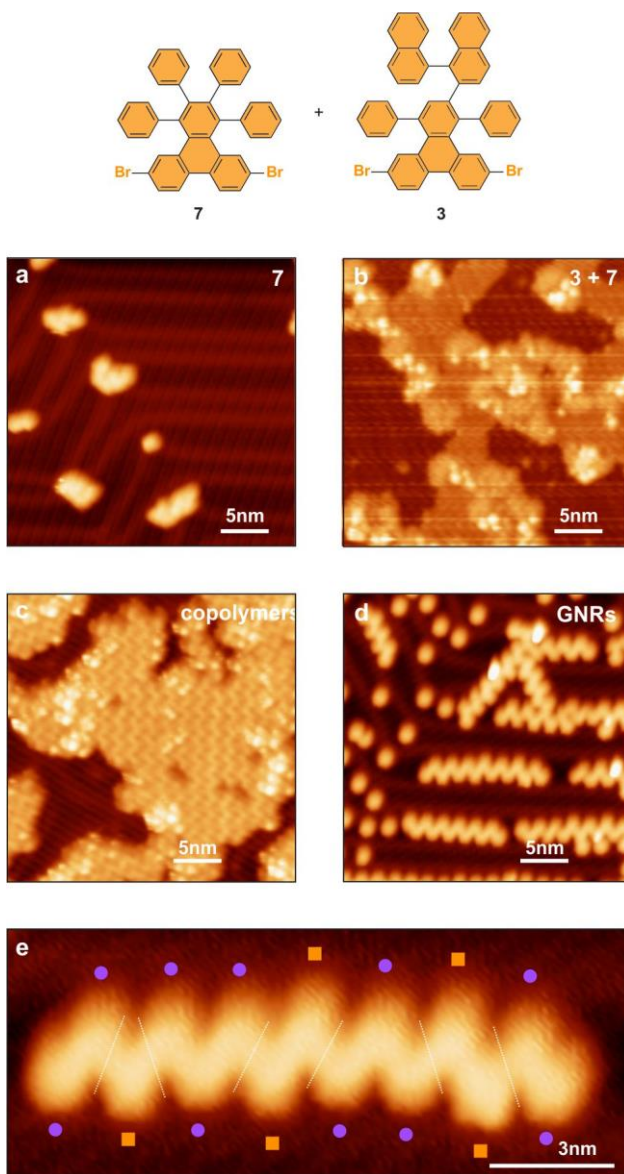 +
Br Br Br Br
7 3
a 7
5nm
b 3 + 7
5nm
c copolymers
5nm
d GNRs
5nm
e
3nm